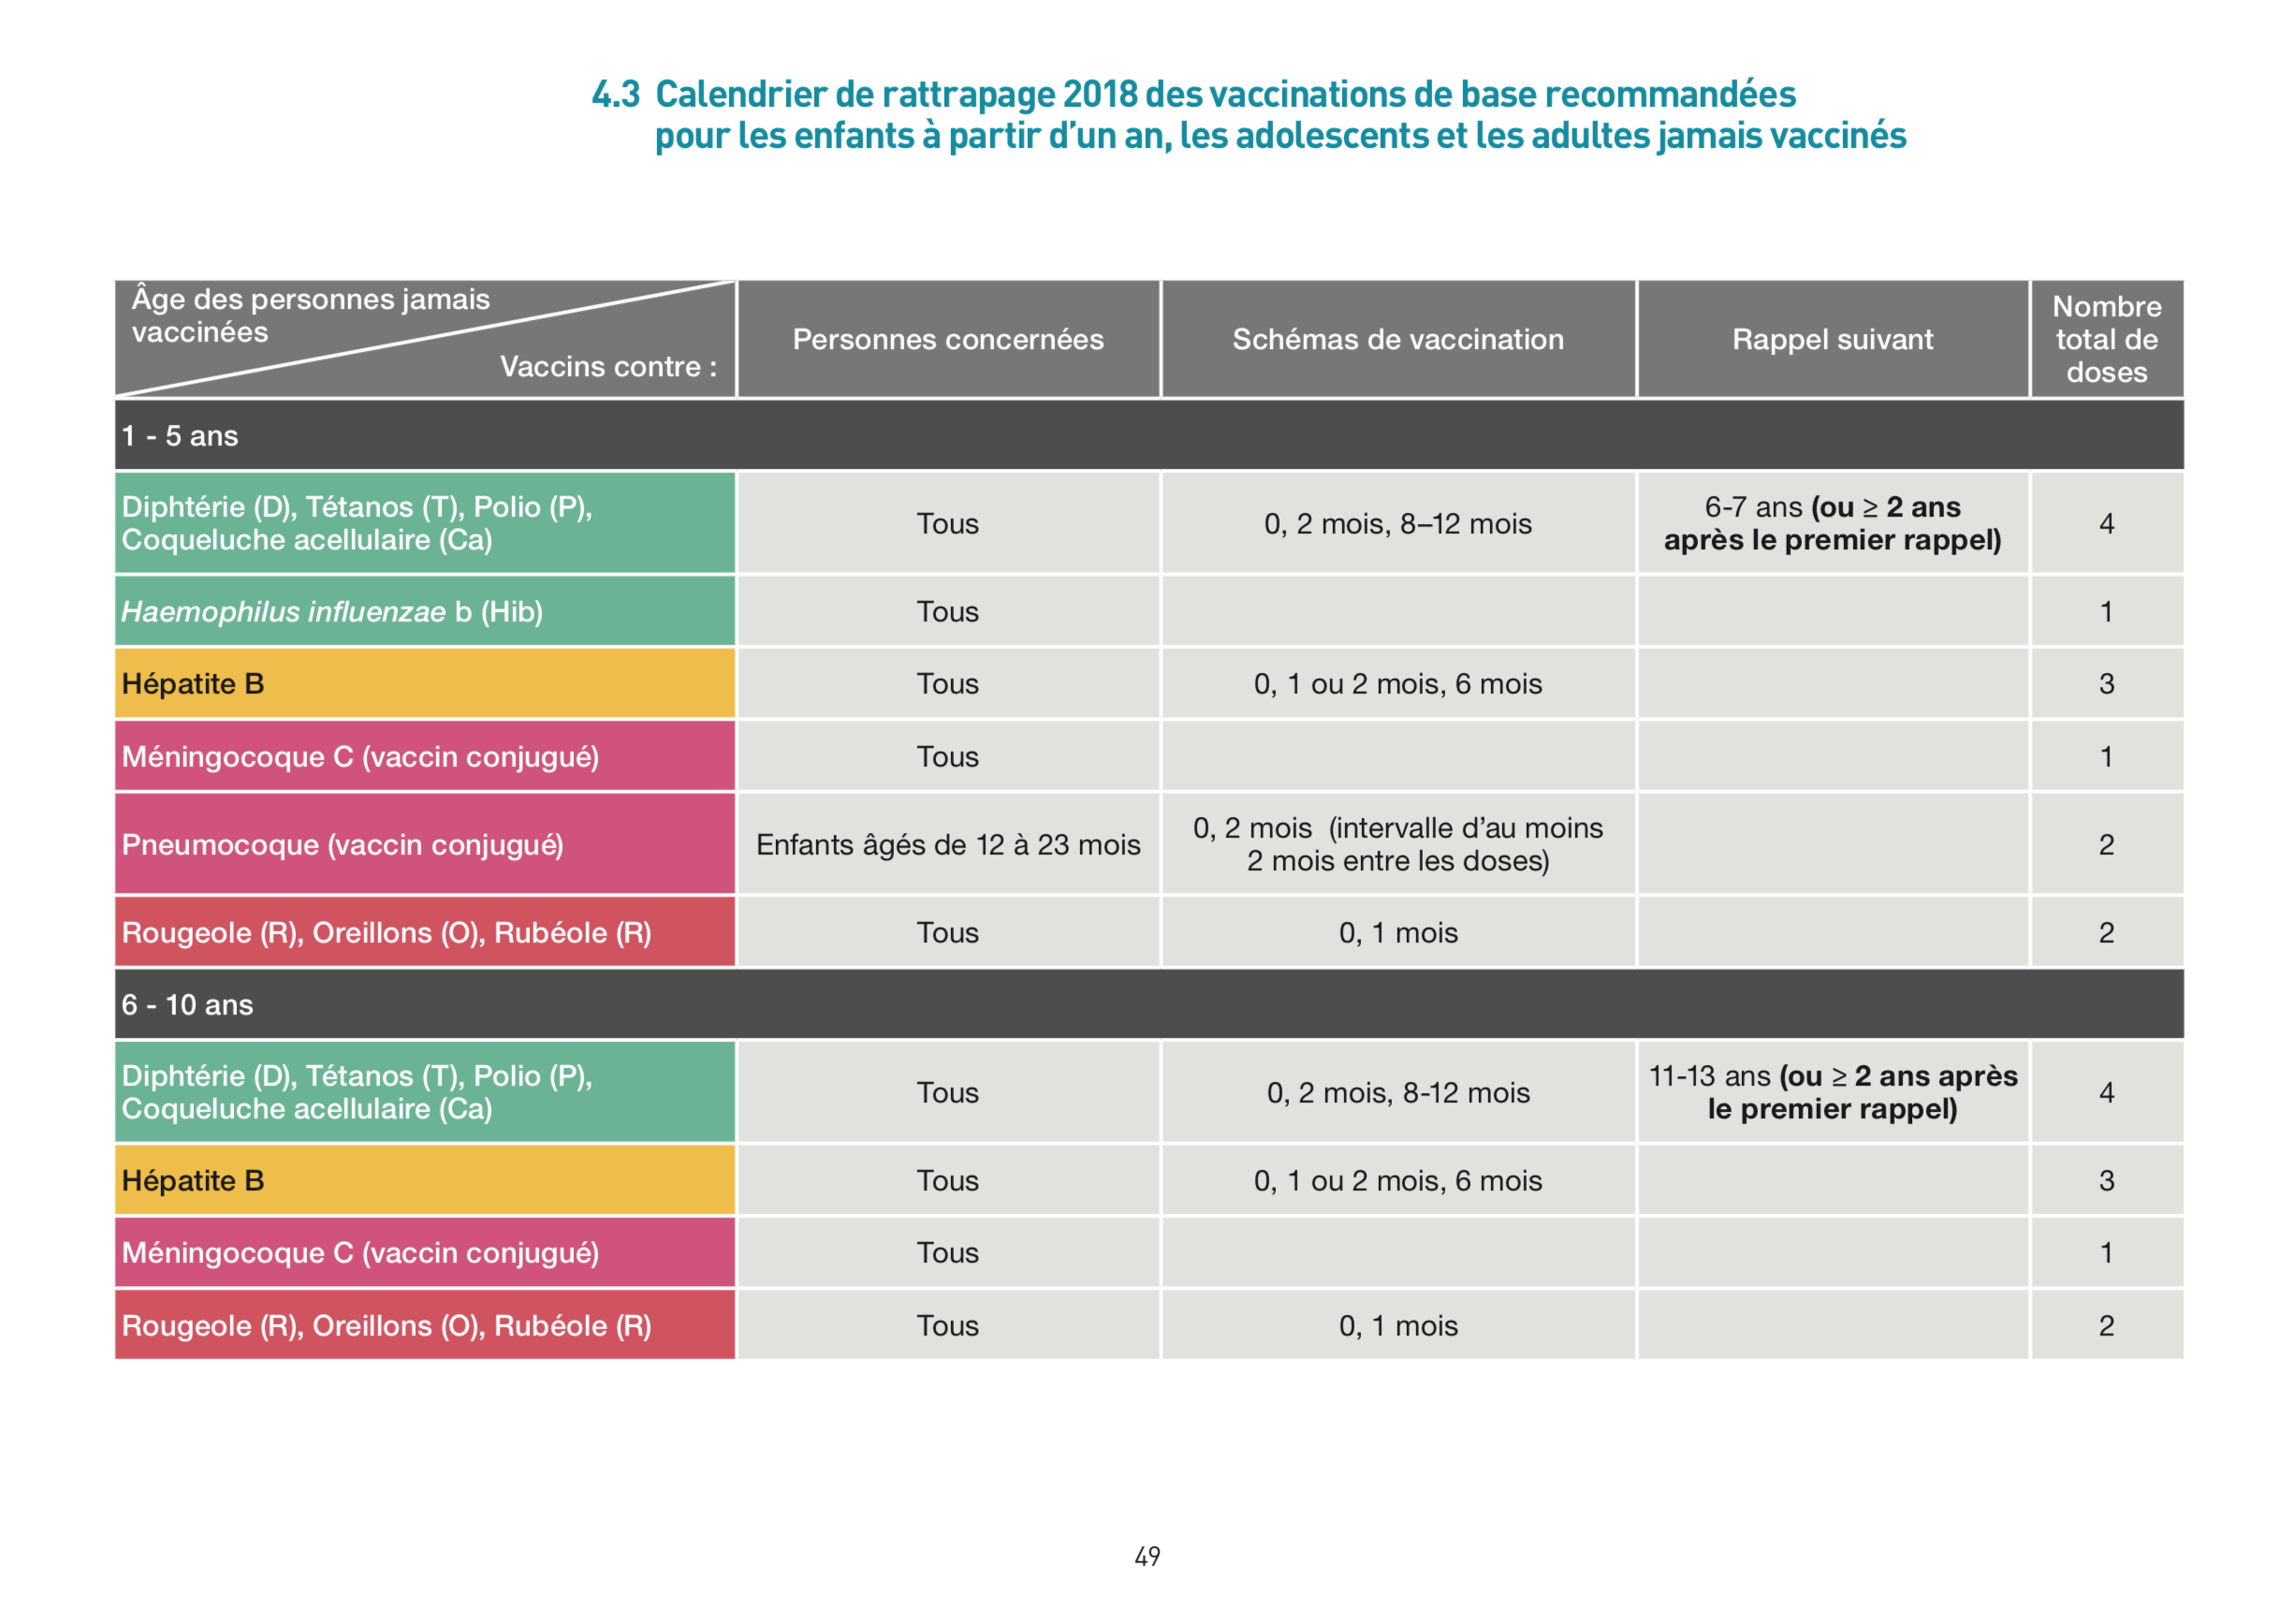 4.3 Calendrier de rattrapage 2018 des vaccinations de base recommandées
pour les enfants à partir d’un an, les adolescents et les adultes jamais vaccinés
Âge des personnes jamais
vaccinées
Vaccins contre :
Personnes concernées
Schémas de vaccination
Rappel suivant
Nombre
total de
doses
1 - 5 ans
Diphtérie (D), Tétanos (T), Polio (P),
Coqueluche acellulaire (Ca)
Tous
0, 2 mois, 8–12 mois
6-7 ans (ou ≥ 2 ans
après le premier rappel)
4
Haemophilus influenzae b (Hib)
Tous
1
Hépatite B
Tous
0, 1 ou 2 mois, 6 mois
3
Méningocoque C (vaccin conjugué)
Tous
1
Pneumocoque (vaccin conjugué)
Enfants âgés de 12 à 23 mois
0, 2 mois (intervalle d’au moins
2 mois entre les doses)
2
Rougeole (R), Oreillons (O), Rubéole (R)
Tous
0, 1 mois
2
6 - 10 ans
Diphtérie (D), Tétanos (T), Polio (P),
Coqueluche acellulaire (Ca)
Tous
0, 2 mois, 8-12 mois
11-13 ans (ou ≥ 2 ans après
le premier rappel)
4
Hépatite B
Tous
0, 1 ou 2 mois, 6 mois
3
Méningocoque C (vaccin conjugué)
Tous
1
Rougeole (R), Oreillons (O), Rubéole (R)
Tous
0, 1 mois
2
49